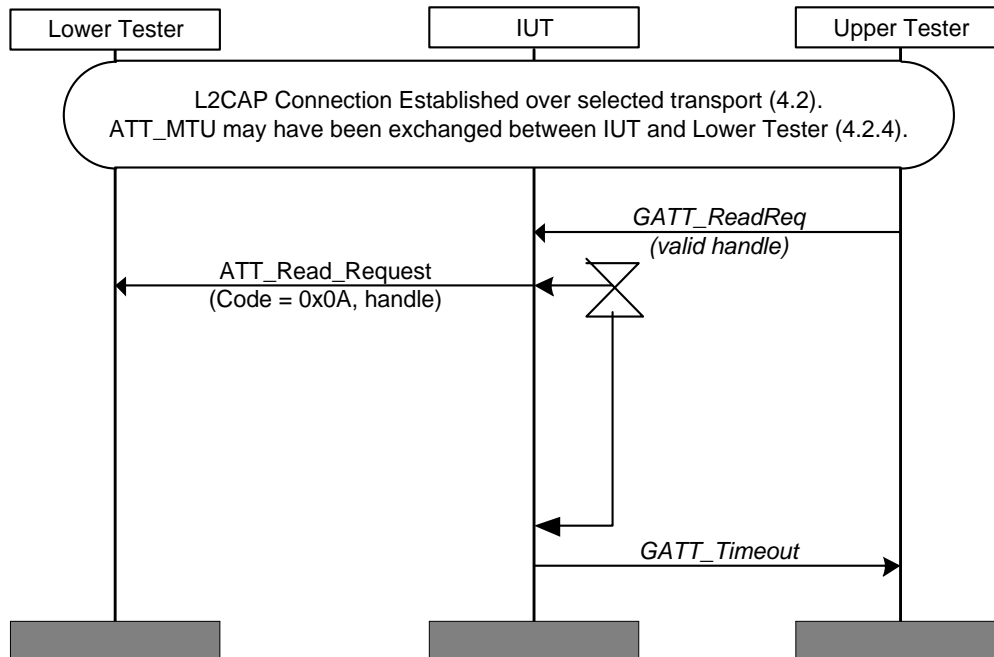 Lower Tester
IUT
Upper Tester
L2CAP Connection Established over selected transport (4.2).
ATT_MTU may have been exchanged between IUT and Lower Tester (4.2.4).
GATT_ReadReq
(valid handle)
ATT_Read_Request
(Code = 0x0A, handle)
GATT_Timeout